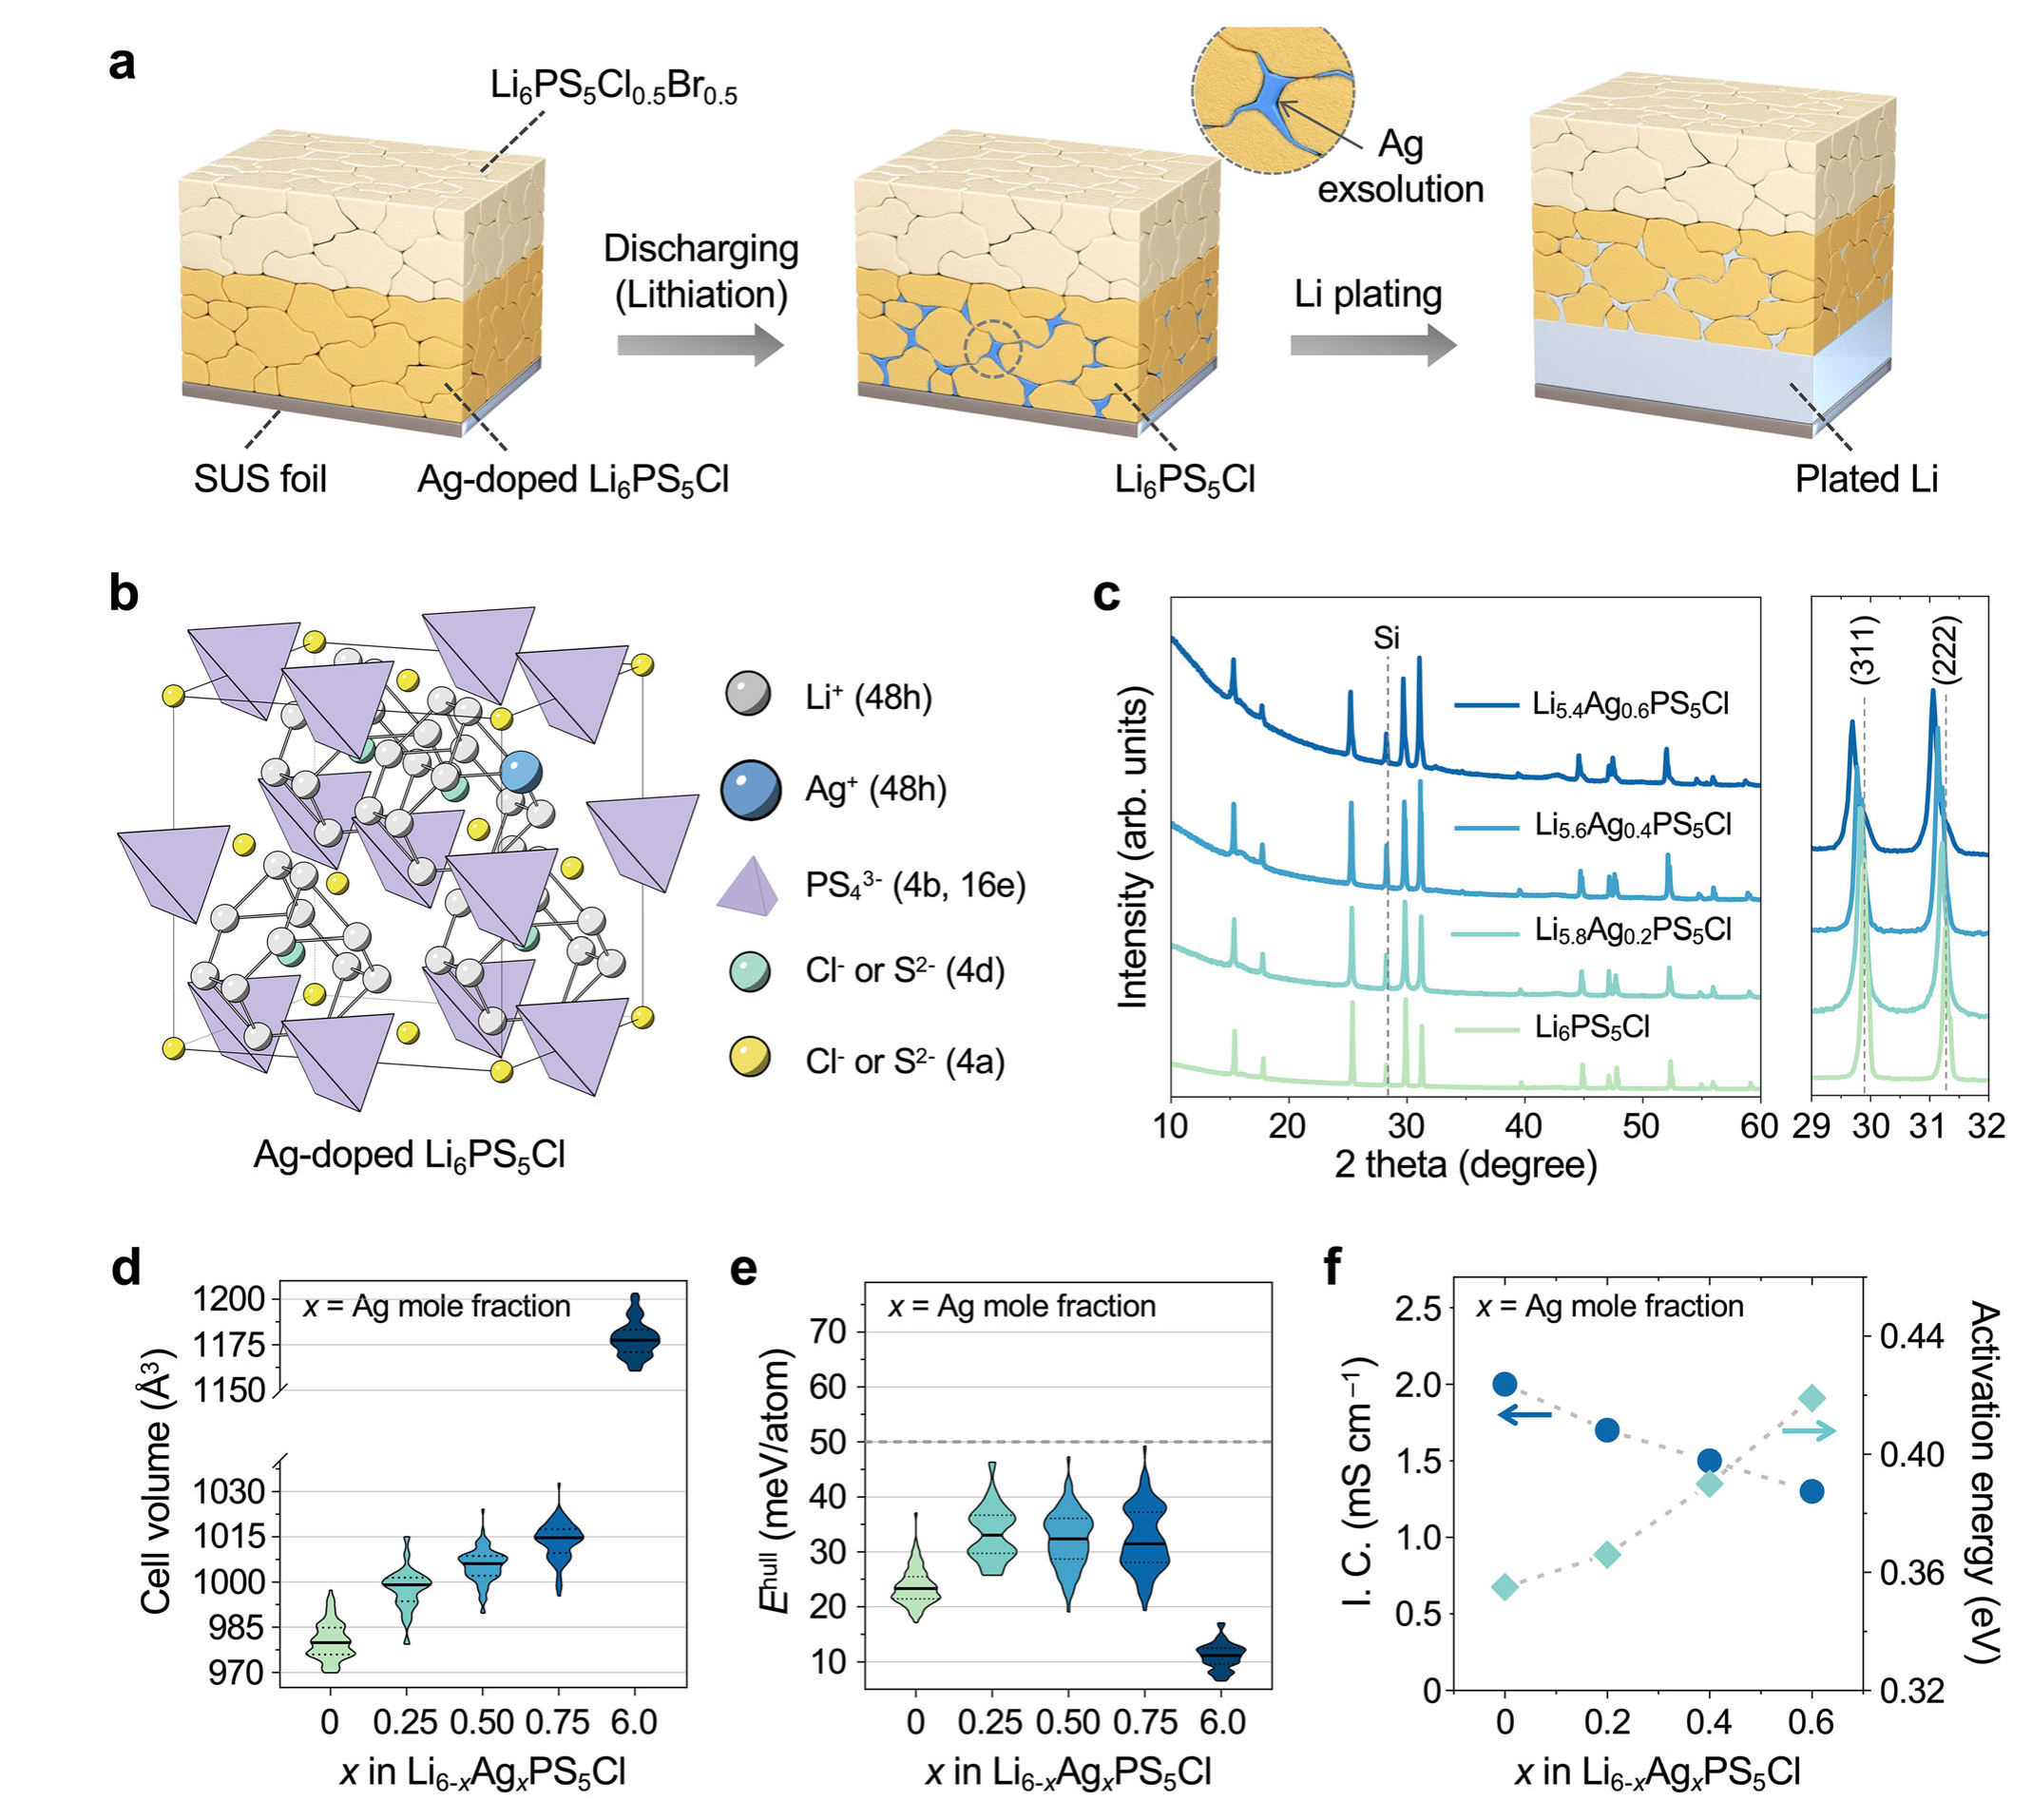 a
Li₆PS₅Cl₀.₅Br₀.₅
Discharging
(Lithiation)
Ag
exsolution
Li plating
SUS foil
Ag-doped Li₆PS₅Cl
Li₆PS₅Cl
Plated Li
b
Li⁺ (48h)
Ag⁺ (48h)
PS₄³⁻ (4b, 16e)
Cl⁻ or S²⁻ (4d)
Cl⁻ or S²⁻ (4a)
Ag-doped Li₆PS₅Cl
c
Intensity (arb. units)
Si
Li₅.₄Ag₀.₆PS₅Cl
Li₅.₆Ag₀.₄PS₅Cl
Li₅.₈Ag₀.₂PS₅Cl
Li₆PS₅Cl
(311)
(222)
10 20 30 40 50 60
29 30 31 32
2 theta (degree)
d
Cell volume (Å³)
x = Ag mole fraction
1200
1175
1150
1030
1015
1000
985
970
0 0.25 0.50 0.75 6.0
x in Li₆₋ₓAgₓPS₅Cl
e
Eʰᵘˡˡ (meV/atom)
x = Ag mole fraction
70
60
50
40
30
20
10
0 0.25 0.50 0.75 6.0
x in Li₆₋ₓAgₓPS₅Cl
f
I. C. (mS cm⁻¹)
x = Ag mole fraction
2.5
2.0
1.5
1.0
0.5
0
0.44
0.40
0.36
0.32
Activation energy (eV)
0 0.2 0.4 0.6
x in Li₆₋ₓAgₓPS₅Cl